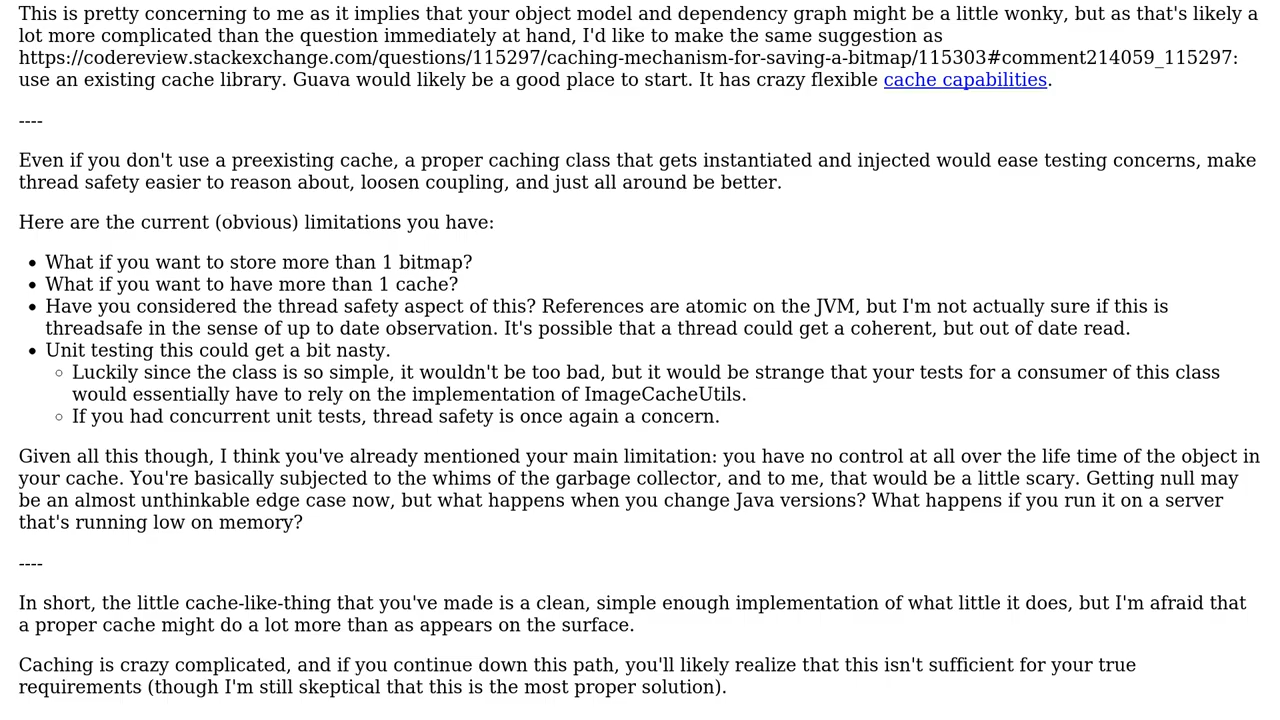 This is pretty concerning to me as it implies that your object model and dependency graph might be a little wonky, but as that's likely a
lot more complicated than the question immediately at hand, I'd like to make the same suggestion as
https://codereview.stackexchange.com/questions/115297/caching-mechanism-for-saving-a-bitmap/115303#comment214059_115297:
use an existing cache library. Guava would likely be a good place to start. It has crazy flexible cache capabilities.
----
Even if you don't use a preexisting cache, a proper caching class that gets instantiated and injected would ease testing concerns, make
thread safety easier to reason about, loosen coupling, and just all around be better.
Here are the current (obvious) limitations you have:
• What if you want to store more than 1 bitmap?
• What if you want to have more than 1 cache?
• Have you considered the thread safety aspect of this? References are atomic on the JVM, but I'm not actually sure if this is
threadsafe in the sense of up to date observation. It's possible that a thread could get a coherent, but out of date read.
• Unit testing this could get a bit nasty.
◦ Luckily since the class is so simple, it wouldn't be too bad, but it would be strange that your tests for a consumer of this class
would essentially have to rely on the implementation of ImageCacheUtils.
◦ If you had concurrent unit tests, thread safety is once again a concern.
Given all this though, I think you've already mentioned your main limitation: you have no control at all over the life time of the object in
your cache. You're basically subjected to the whims of the garbage collector, and to me, that would be a little scary. Getting null may
be an almost unthinkable edge case now, but what happens when you change Java versions? What happens if you run it on a server
that's running low on memory?
----
In short, the little cache-like-thing that you've made is a clean, simple enough implementation of what little it does, but I'm afraid that
a proper cache might do a lot more than as appears on the surface.
Caching is crazy complicated, and if you continue down this path, you'll likely realize that this isn't sufficient for your true
requirements (though I'm still skeptical that this is the most proper solution).